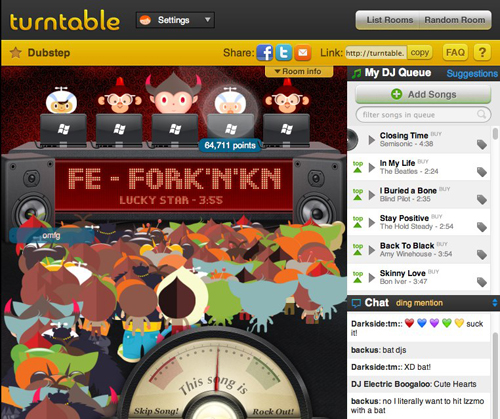 turntable
Settings
List Rooms
Random Room
Dubstep
Share:
Link:
http://turntable.
copy
FAQ
?
Room info
64,711 points
FE - FORK'N'KN
LUCKY STAR - 3:55
omfg
This song is
Skip Song!
Rock Out!
My DJ Queue
Suggestions
Add Songs
filter songs in queue
Closing Time BUY
Semisonic - 4:38
top
In My Life BUY
The Beatles - 2:24
top
I Buried a Bone BUY
Blind Pilot - 2:35
top
Stay Positive BUY
The Hold Steady - 2:54
top
Back To Black BUY
Amy Winehouse - 3:59
top
Skinny Love BUY
Bon Iver - 3:47
Chat
ding mention
Darkside:tm:: ❤️💙💜💚💛 suck
it!
backus: bat djs
Darkside:tm:: XD bat!
DJ Electric Boogaloo: Cute Hearts
backus: no I literally want to hit Izzmo
with a bat